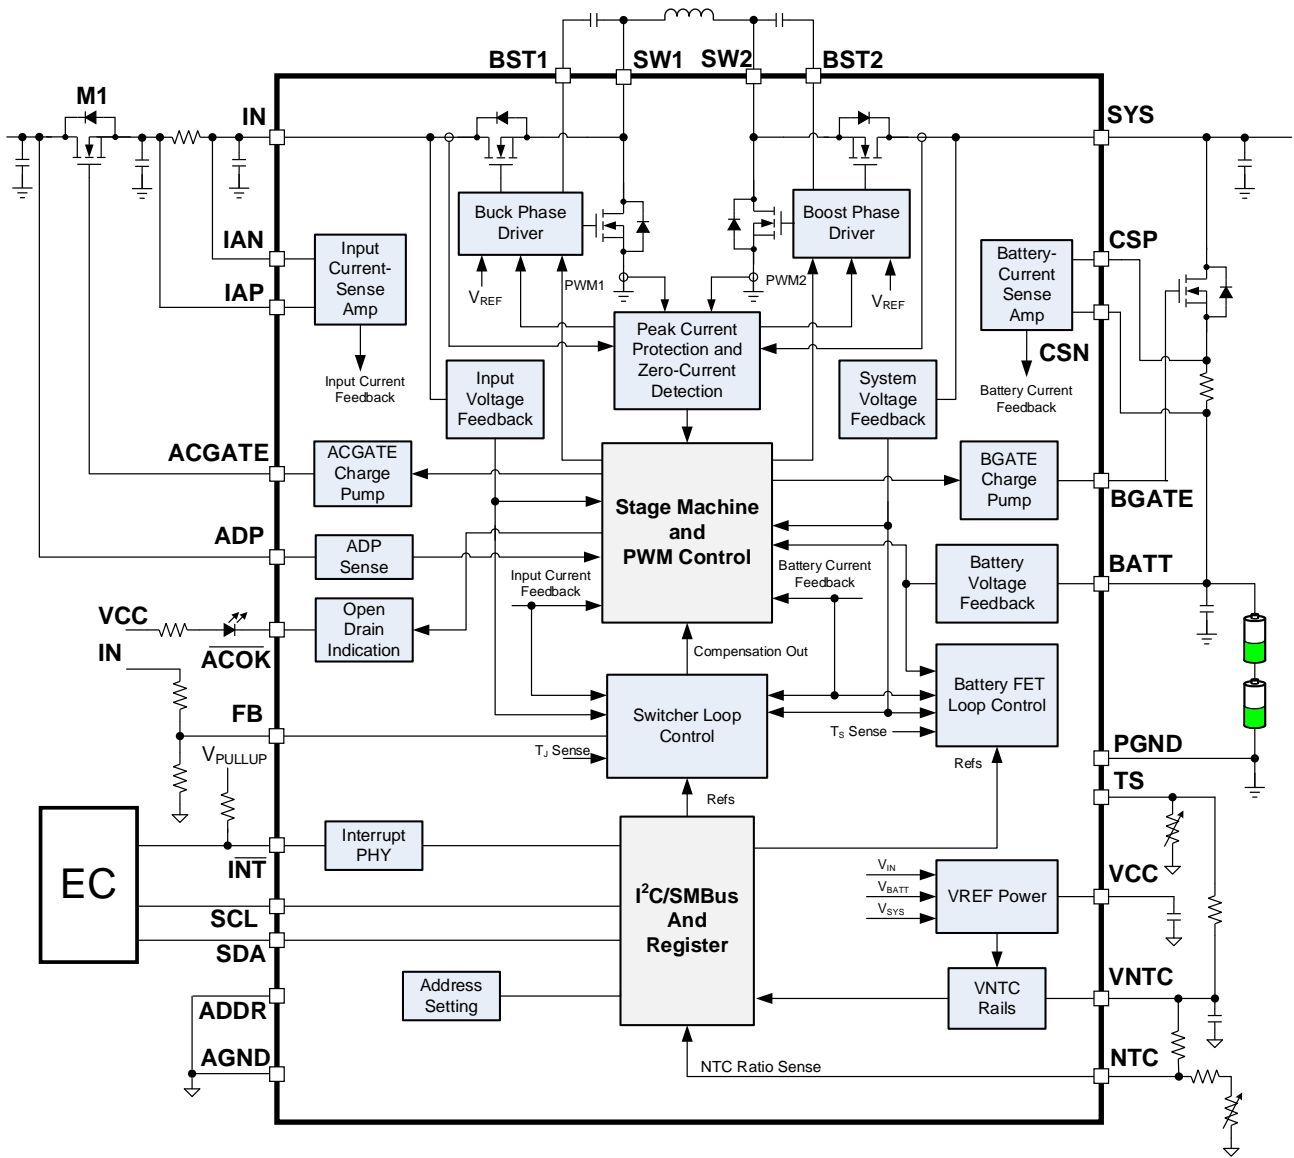 BST1
SW1
SW2
BST2
M1
IN
SYS
Buck Phase
Driver
Boost Phase
Driver
IAN
Input
Current-
Sense
Amp
IAP
VREF
PWM1
PWM2
VREF
Battery-
Current
Sense
Amp
CSP
CSN
Peak Current
Protection and
Zero-Current
Detection
Input Current
Feedback
Input
Voltage
Feedback
System
Voltage
Feedback
Battery Current
Feedback
ACGATE
ACGATE
Charge
Pump
Stage Machine
and
PWM Control
BGATE
Charge
Pump
BGATE
ADP
ADP
Sense
Input Current
Feedback
Battery Current
Feedback
Battery
Voltage
Feedback
BATT
VCC
ACOK
Open
Drain
Indication
IN
Compensation Out
FB
Switcher Loop
Control
Battery FET
Loop Control
TJ Sense
TS Sense
VPULLUP
Refs
Refs
PGND
TS
EC
INT
Interrupt
PHY
I2C/SMBus
And
Register
VIN
VBATT
VSYS
VREF Power
VCC
SCL
SDA
Address
Setting
VNTC
Rails
VNTC
ADDR
AGND
NTC Ratio Sense
NTC